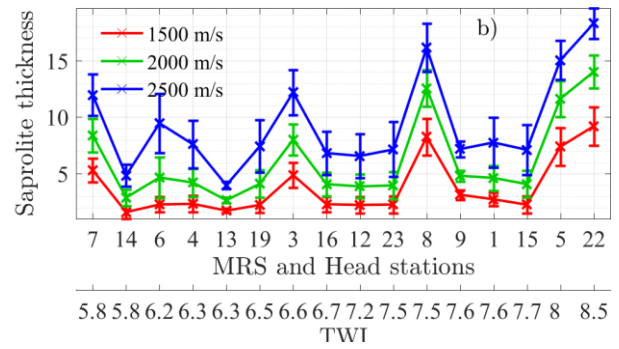 b)
1500 m/s
2000 m/s
2500 m/s
Saprolite thickness
15
10
5
7 14 6 4 13 19 3 16 12 23 8 9 1 15 5 22
MRS and Head stations
5.8 5.8 6.2 6.3 6.3 6.5 6.6 6.7 7.2 7.5 7.5 7.6 7.6 7.7 8 8.5
TWI